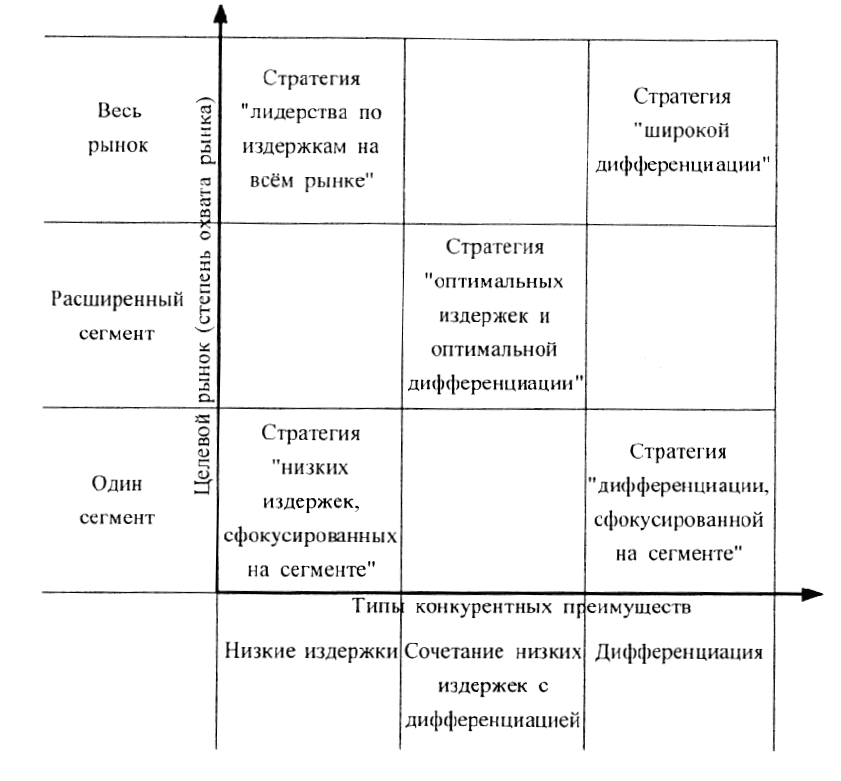 Целевой рынок (степень охвата рынка)
Весь
рынок
Стратегия
"лидерства по
издержкам на
всём рынке"
Стратегия
"широкой
дифференциации"
Расширенный
сегмент
Стратегия
"оптимальных
издержек и
оптимальной
дифференциации"
Один
сегмент
Стратегия
"низких
издержек,
сфокусированных
на сегменте"
Стратегия
"дифференциации,
сфокусированной
на сегменте"
Типы конкурентных преимуществ
Низкие издержки
Сочетание низких
издержек с
дифференциацией
Дифференциация